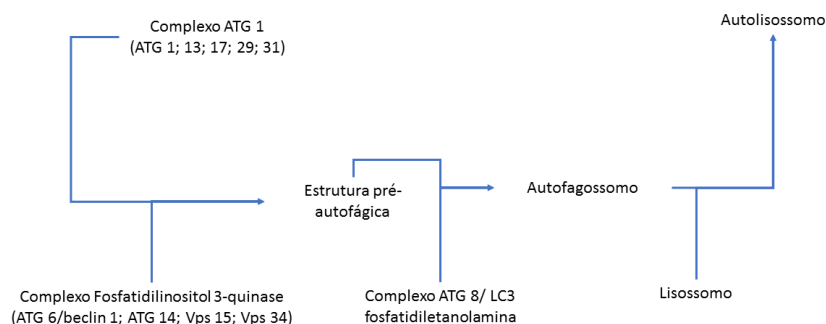 Complexo ATG 1
(ATG 1; 13; 17; 29; 31)
Autolisossomo
Estrutura pré-
autofágica
Autofagossomo
Complexo Fosfatidilinositol 3-quinase
(ATG 6/beclin 1; ATG 14; Vps 15; Vps 34)
Complexo ATG 8/ LC3
fosfatidiletanolamina
Lisossomo